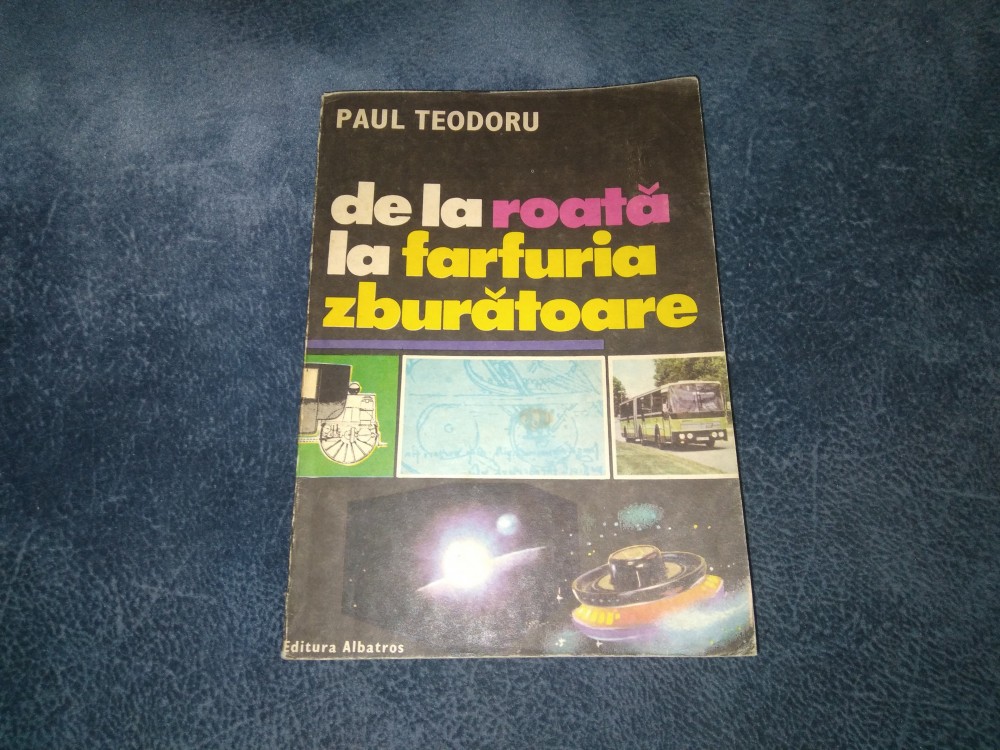 PAUL TEODORU
de la roată
la farfuria
zburătoare
Editura Albatros